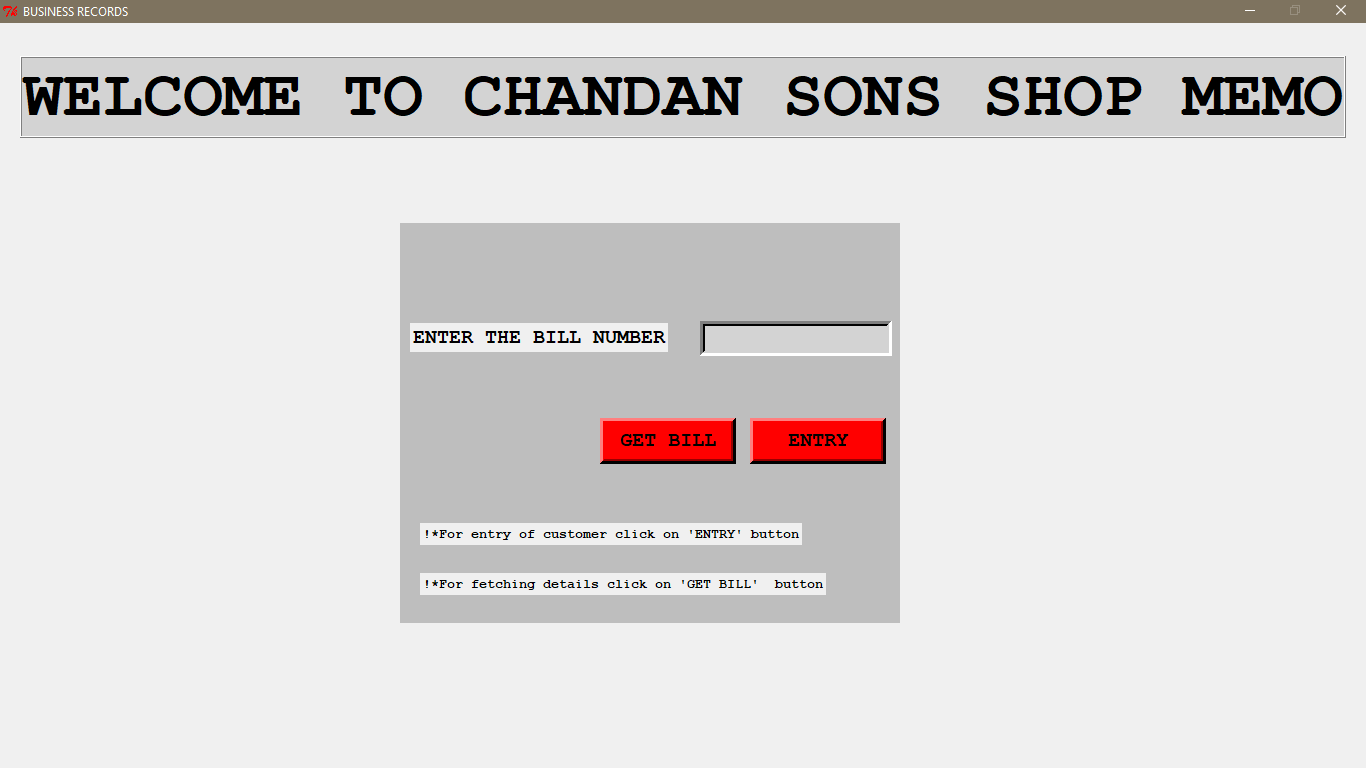 BUSINESS RECORDS
WELCOME TO CHANDAN SONS SHOP MEMO
ENTER THE BILL NUMBER
GET BILL
ENTRY
!*For entry of customer click on 'ENTRY' button
!*For fetching details click on 'GET BILL'  button